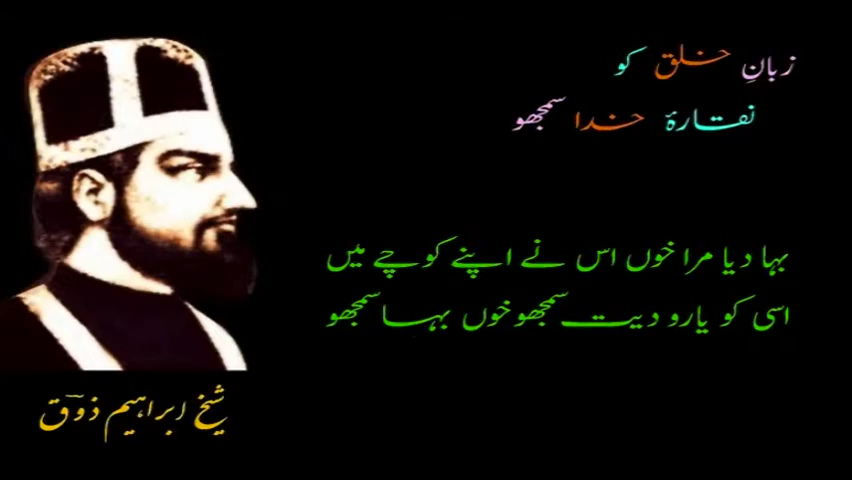 زبانِ خلق کو
نقارۂ خدا سمجھو
بہا دیا مرا خوں اس نے اپنے کوچے میں
اسی کو یارو دیت سمجھو خوں بہا سمجھو
شیخ ابراہیم ذوقؔ